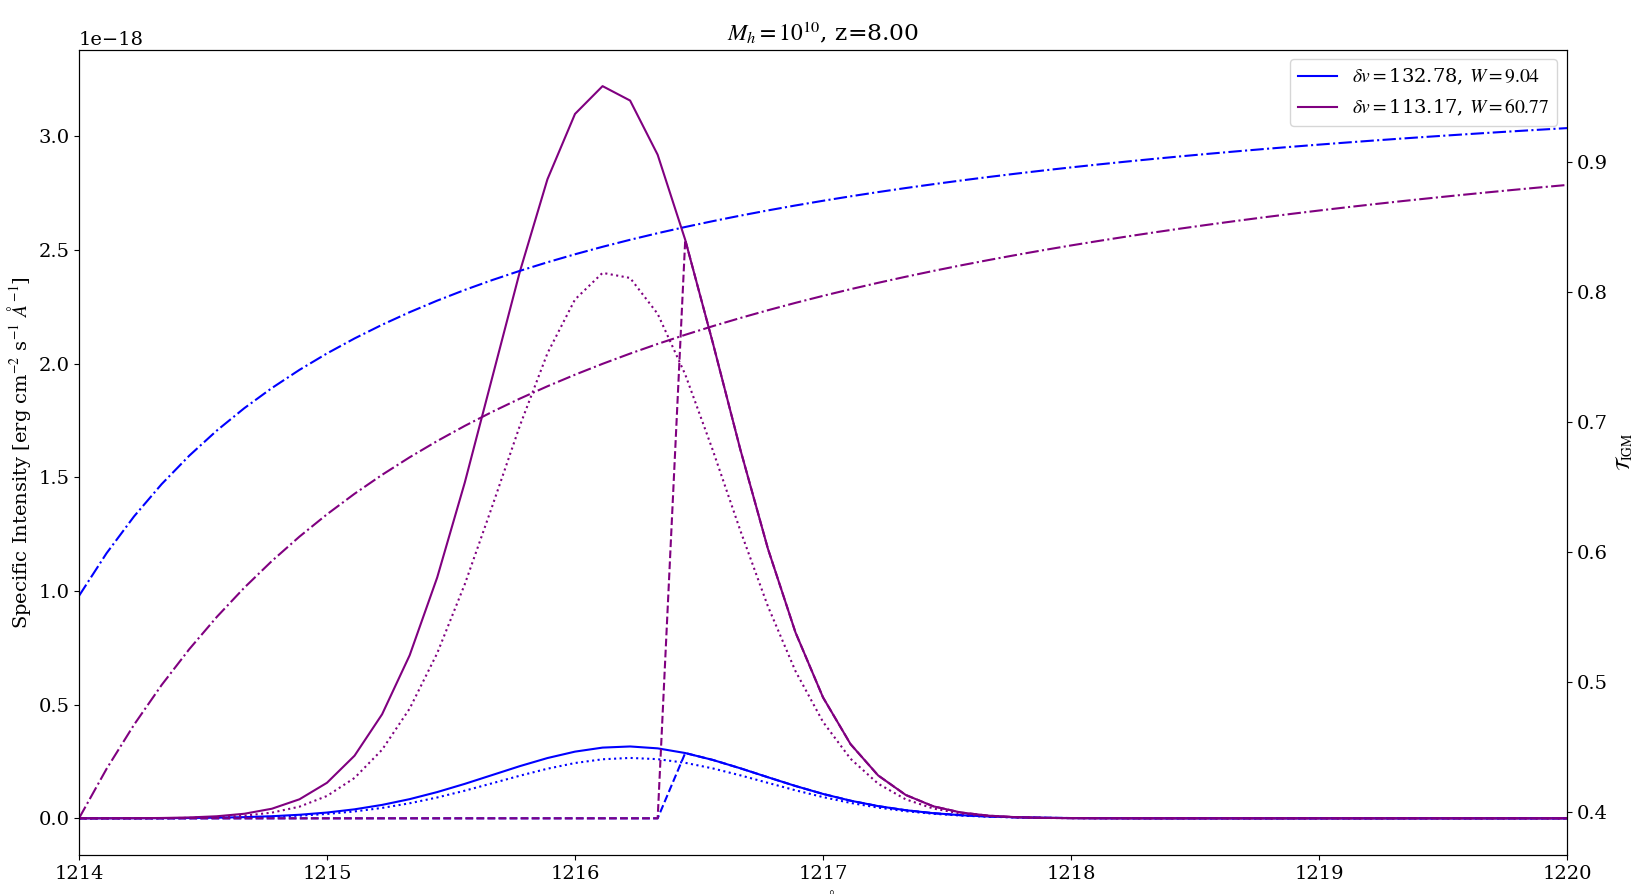 M_h = 10^10, z=8.00
1e−18
δv = 132.78, W = 9.04
δv = 113.17, W = 60.77
Specific Intensity [erg cm^−2 s^−1 Å^−1]
3.0
2.5
2.0
1.5
1.0
0.5
0.0
0.9
0.8
0.7
0.6
0.5
0.4
𝒯_IGM
1214 1215 1216 1217 1218 1219 1220